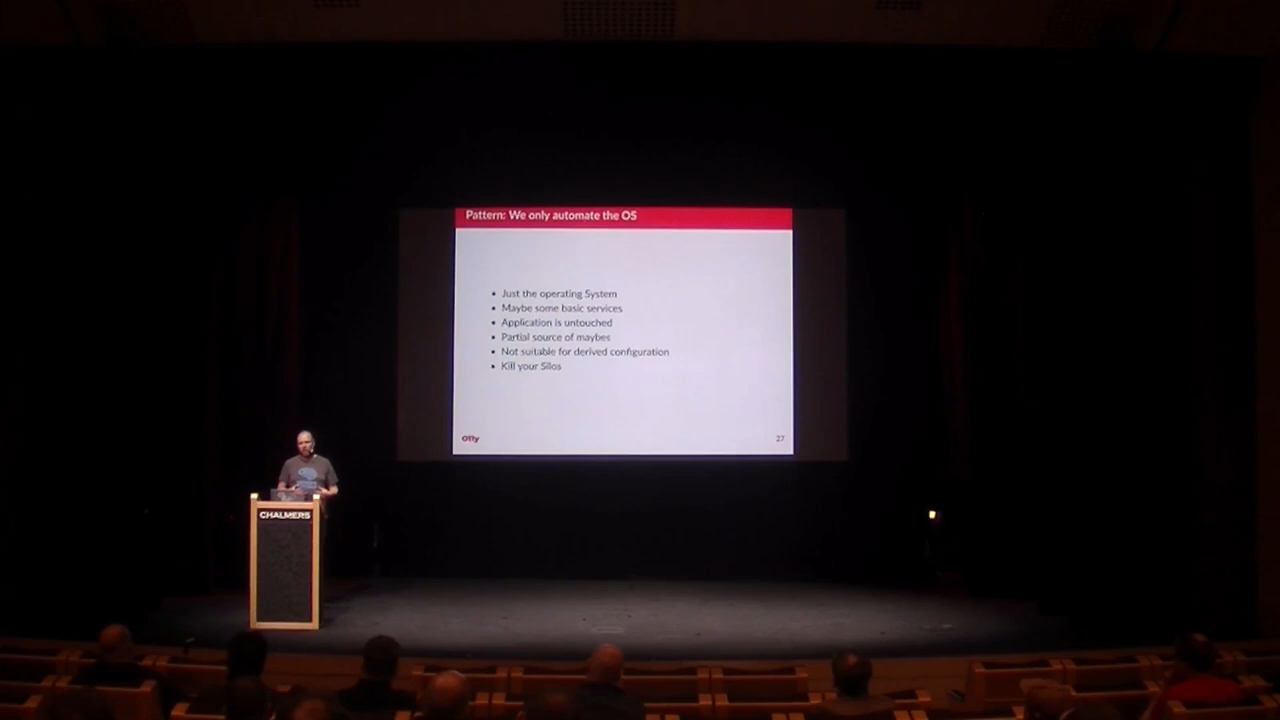 Pattern: We only automate the OS
• Just the operating System
• Maybe some basic services
• Application is untouched
• Partial source of maybes
• Not suitable for derived configuration
• Kill your Silos
o11y
27
CHALMERS